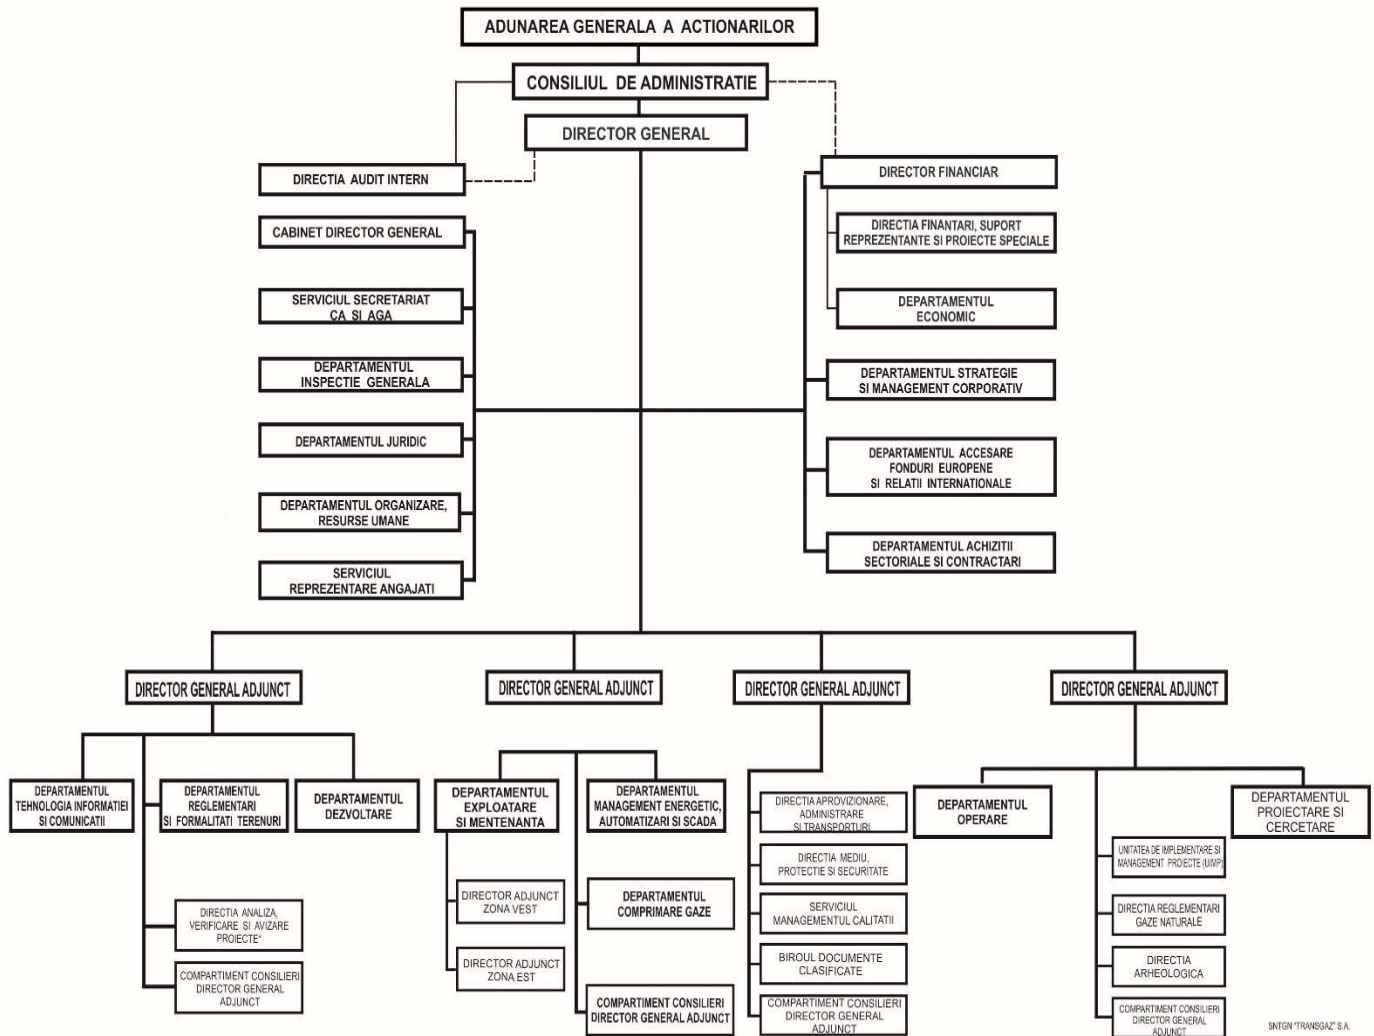 ADUNAREA GENERALA A ACTIONARILOR
CONSILIUL DE ADMINISTRATIE
DIRECTOR GENERAL
DIRECTIA AUDIT INTERN
CABINET DIRECTOR GENERAL
SERVICIUL SECRETARIAT
CA SI AGA
DEPARTAMENTUL
INSPECTIE GENERALA
DEPARTAMENTUL JURIDIC
DEPARTAMENTUL ORGANIZARE,
RESURSE UMANE
SERVICIUL
REPREZENTARE ANGAJATI
DIRECTOR FINANCIAR
DIRECTIA FINANTARI, SUPORT
REPREZENTANTE SI PROIECTE SPECIALE
DEPARTAMENTUL
ECONOMIC
DEPARTAMENTUL STRATEGIE
SI MANAGEMENT CORPORATIV
DEPARTAMENTUL ACCESARE
FONDURI EUROPENE
SI RELATII INTERNATIONALE
DEPARTAMENTUL ACHIZITII
SECTORIALE SI CONTRACTARI
DIRECTOR GENERAL ADJUNCT
DEPARTAMENTUL
TEHNOLOGIA INFORMATIEI
SI COMUNICATII
DEPARTAMENTUL
REGLEMENTARI
SI FORMALITATI TERENURI
DEPARTAMENTUL
DEZVOLTARE
DIRECTIA ANALIZA,
VERIFICARE SI AVIZARE
PROIECTE*
COMPARTIMENT CONSILIERI
DIRECTOR GENERAL
ADJUNCT
DIRECTOR GENERAL ADJUNCT
DEPARTAMENTUL
EXPLOATARE
SI MENTENANTA
DEPARTAMENTUL
MANAGEMENT ENERGETIC,
AUTOMATIZARI SI SCADA
DIRECTOR ADJUNCT
ZONA VEST
DIRECTOR ADJUNCT
ZONA EST
DEPARTAMENTUL
COMPRIMARE GAZE
COMPARTIMENT CONSILIERI
DIRECTOR GENERAL ADJUNCT
DIRECTOR GENERAL ADJUNCT
DIRECTIA APROVIZIONARE,
ADMINISTRARE
SI TRANSPORTURI
DIRECTIA MEDIU,
PROTECTIE SI SECURITATE
SERVICIUL
MANAGEMENTUL CALITATII
BIROUL DOCUMENTE
CLASIFICATE
COMPARTIMENT CONSILIERI
DIRECTOR GENERAL
ADJUNCT
DIRECTOR GENERAL ADJUNCT
DEPARTAMENTUL
OPERARE
DEPARTAMENTUL
PROIECTARE SI
CERCETARE
UNITATEA DE IMPLEMENTARE SI
MANAGEMENT PROIECTE (UIMP)
DIRECTIA REGLEMENTARI
GAZE NATURALE
DIRECTIA
ARHEOLOGICA
COMPARTIMENT CONSILIERI
DIRECTOR GENERAL
ADJUNCT
SNTGN "TRANSGAZ" S.A.